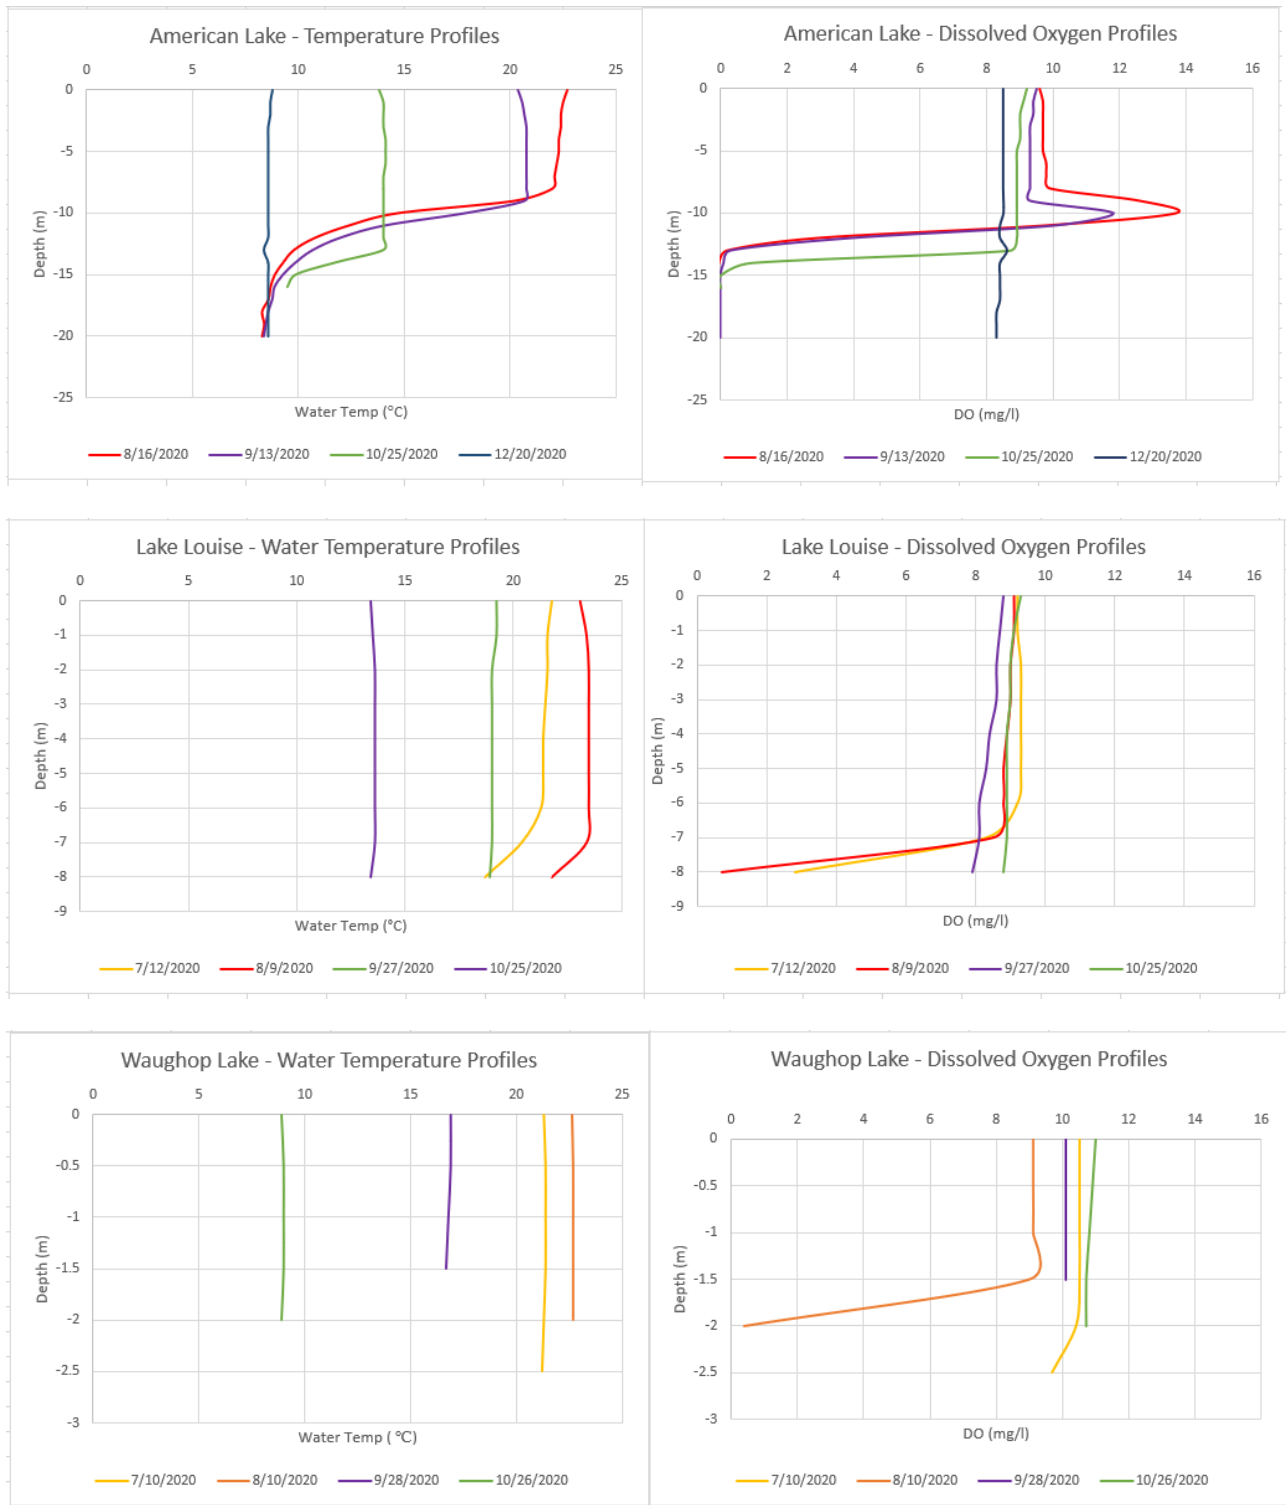 American Lake - Temperature Profiles
0 5 10 15 20 25
0
-5
-10
-15
-20
-25
Depth (m)
Water Temp (°C)
8/16/2020 9/13/2020 10/25/2020 12/20/2020
American Lake - Dissolved Oxygen Profiles
0 2 4 6 8 10 12 14 16
0
-5
-10
-15
-20
-25
Depth (m)
DO (mg/l)
8/16/2020 9/13/2020 10/25/2020 12/20/2020
Lake Louise - Water Temperature Profiles
0 5 10 15 20 25
0
-1
-2
-3
-4
-5
-6
-7
-8
-9
Depth (m)
Water Temp (°C)
7/12/2020 8/9/2020 9/27/2020 10/25/2020
Lake Louise - Dissolved Oxygen Profiles
0 2 4 6 8 10 12 14 16
0
-1
-2
-3
-4
-5
-6
-7
-8
-9
Depth (m)
DO (mg/l)
7/12/2020 8/9/2020 9/27/2020 10/25/2020
Waughop Lake - Water Temperature Profiles
0 5 10 15 20 25
0
-0.5
-1
-1.5
-2
-2.5
-3
Depth (m)
Water Temp ( °C)
7/10/2020 8/10/2020 9/28/2020 10/26/2020
Waughop Lake - Dissolved Oxygen Profiles
0 2 4 6 8 10 12 14 16
0
-0.5
-1
-1.5
-2
-2.5
-3
Depth (m)
DO (mg/l)
7/10/2020 8/10/2020 9/28/2020 10/26/2020